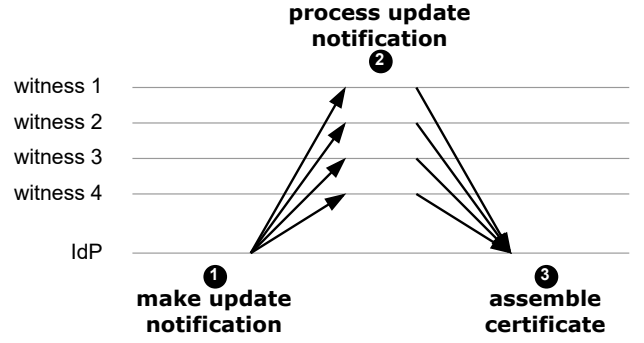 process update
notification
2
witness 1
witness 2
witness 3
witness 4
IdP
1
make update
notification
3
assemble
certificate